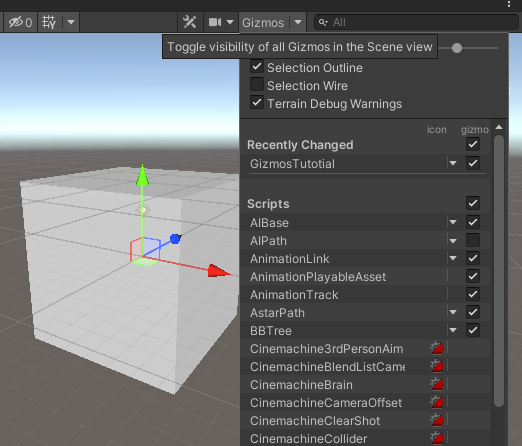 0
Gizmos
All
Toggle visibility of all Gizmos in the Scene view
Selection Outline
Selection Wire
Terrain Debug Warnings
icon gizmo
Recently Changed
GizmosTutotial
Scripts
AIBase
AIPath
AnimationLink
AnimationPlayableAsset
AnimationTrack
AstarPath
BBTree
Cinemachine3rdPersonAim
CinemachineBlendListCame
CinemachineBrain
CinemachineCameraOffset
CinemachineClearShot
CinemachineCollider